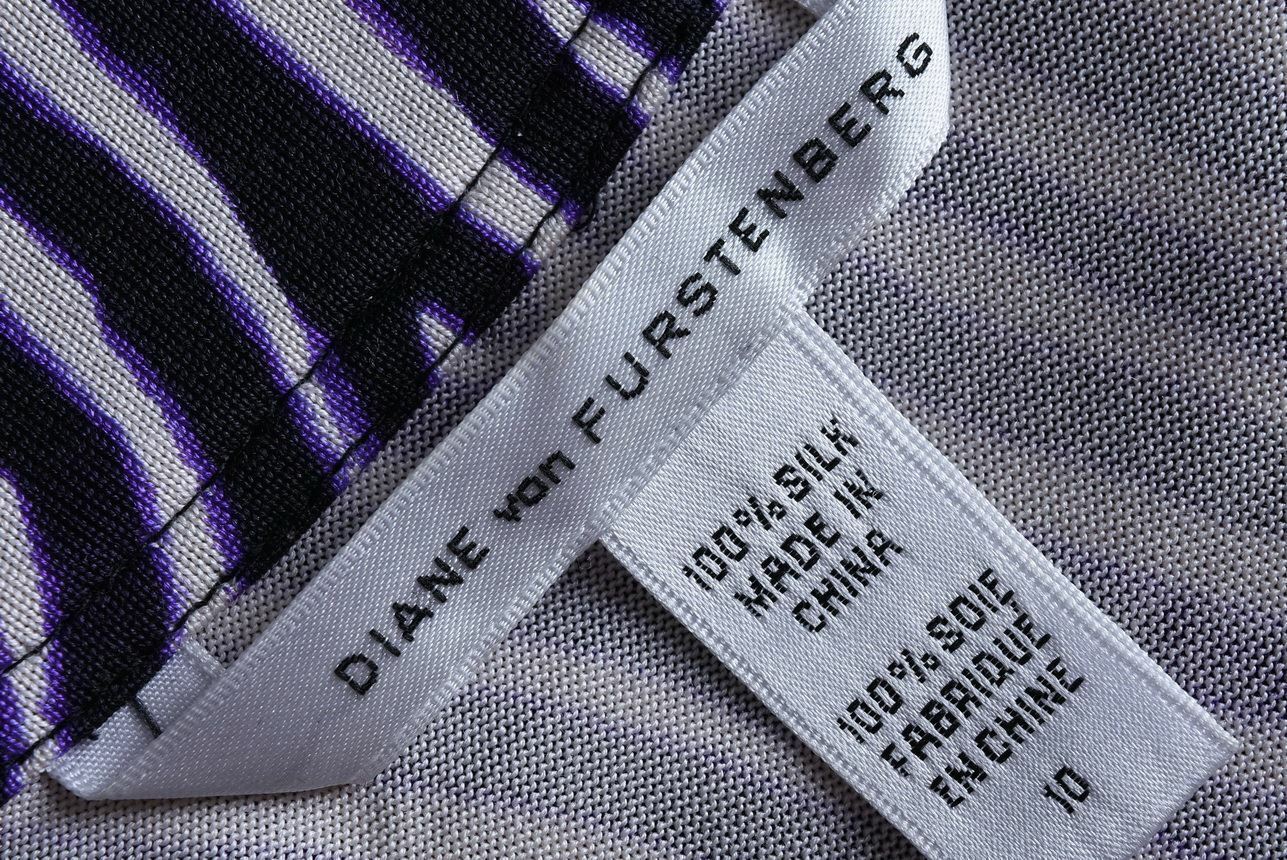 DIANE von FURSTENBERG
100% SILK
MADE IN
CHINA
100% SOIE
FABRIQUE
EN CHINE
10